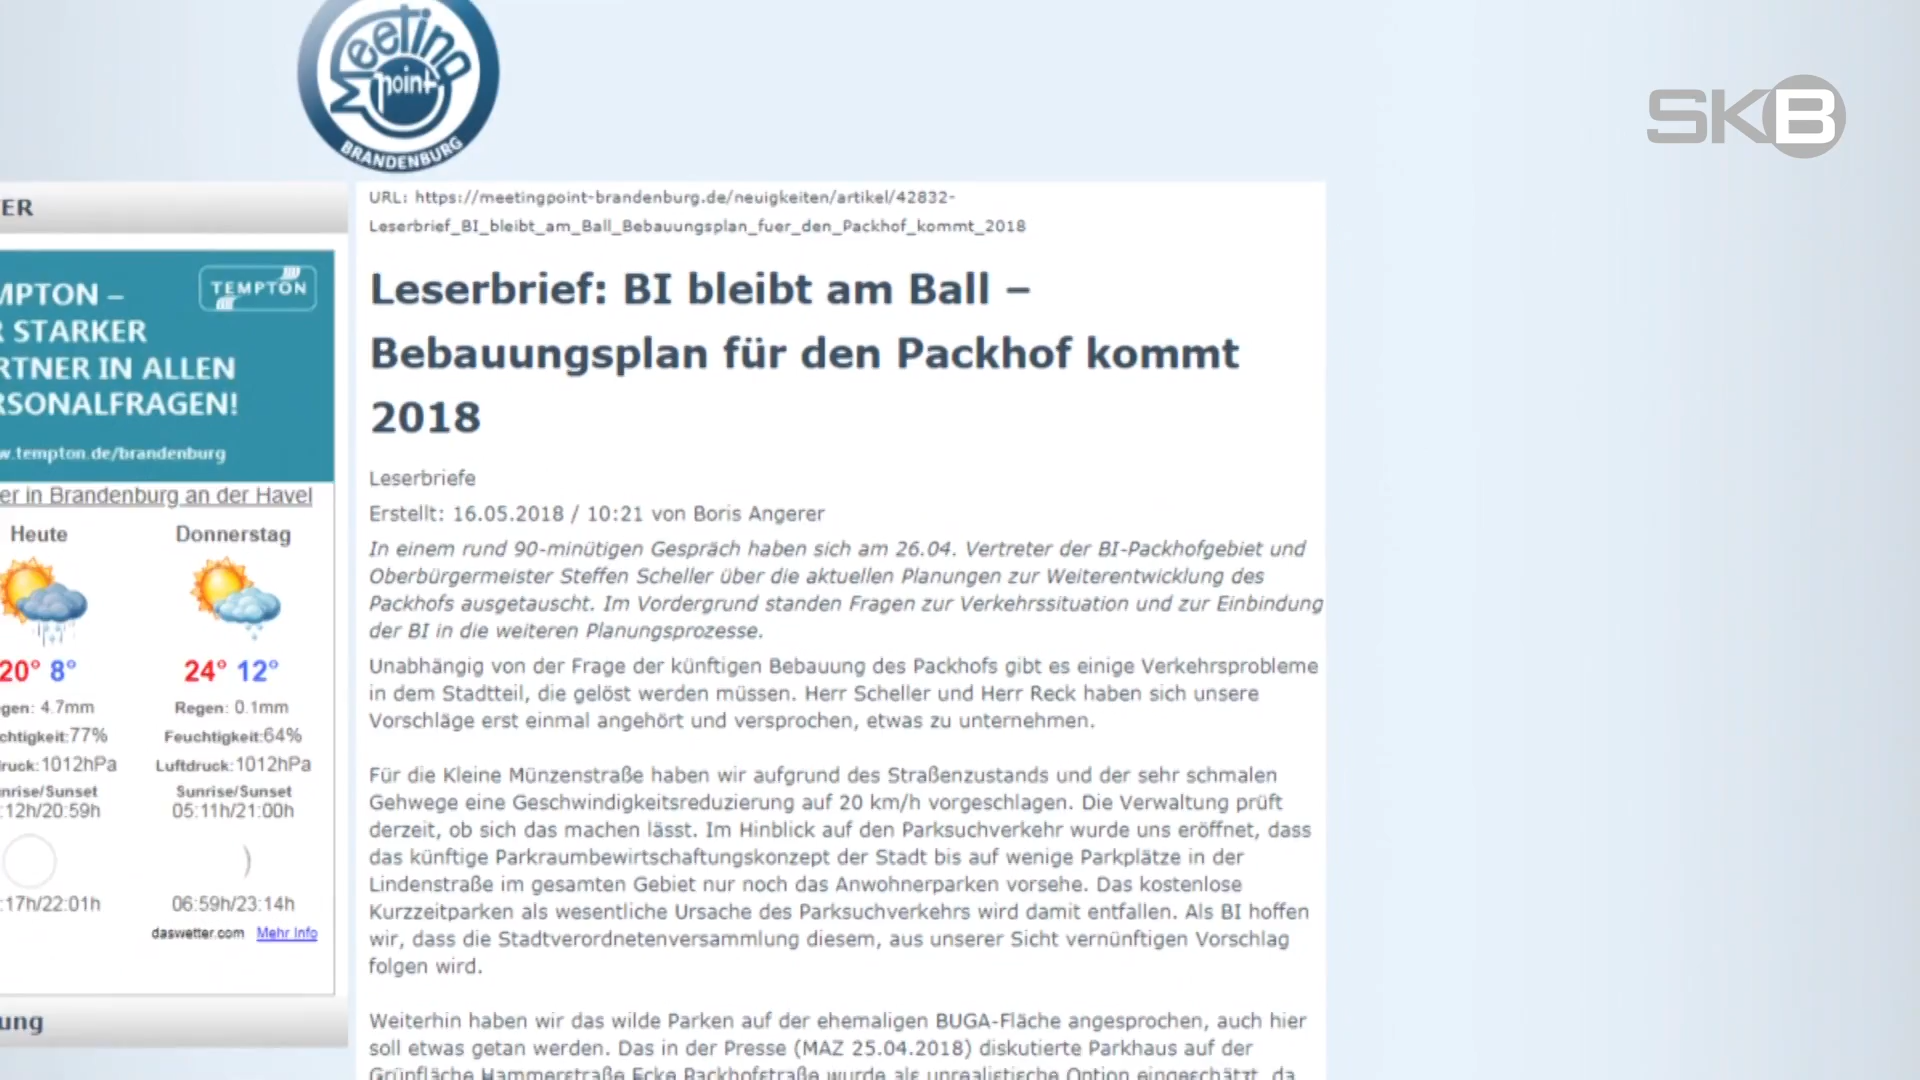 Meeting
point
BRANDENBURG
SKB
ER
MPTON –
R STARKER
RTNER IN ALLEN
RSONALFRAGEN!
TEMPTON
w.tempton.de/brandenburg
er in Brandenburg an der Havel
Heute
Donnerstag
20° 8°
24° 12°
gen: 4.7mm
Regen: 0.1mm
chtigkeit:77%
Feuchtigkeit:64%
ruck:1012hPa
Luftdruck:1012hPa
nrise/Sunset
Sunrise/Sunset
:12h/20:59h
05:11h/21:00h
:17h/22:01h
06:59h/23:14h
daswetter.com Mehr Info
ung
URL: https://meetingpoint-brandenburg.de/neuigkeiten/artikel/42832-
Leserbrief_BI_bleibt_am_Ball_Bebauungsplan_fuer_den_Packhof_kommt_2018
Leserbrief: BI bleibt am Ball –
Bebauungsplan für den Packhof kommt
2018
Leserbriefe
Erstellt: 16.05.2018 / 10:21 von Boris Angerer
In einem rund 90-minütigen Gespräch haben sich am 26.04. Vertreter der BI-Packhofgebiet und
Oberbürgermeister Steffen Scheller über die aktuellen Planungen zur Weiterentwicklung des
Packhofs ausgetauscht. Im Vordergrund standen Fragen zur Verkehrssituation und zur Einbindung
der BI in die weiteren Planungsprozesse.
Unabhängig von der Frage der künftigen Bebauung des Packhofs gibt es einige Verkehrsprobleme
in dem Stadtteil, die gelöst werden müssen. Herr Scheller und Herr Reck haben sich unsere
Vorschläge erst einmal angehört und versprochen, etwas zu unternehmen.
Für die Kleine Münzenstraße haben wir aufgrund des Straßenzustands und der sehr schmalen
Gehwege eine Geschwindigkeitsreduzierung auf 20 km/h vorgeschlagen. Die Verwaltung prüft
derzeit, ob sich das machen lässt. Im Hinblick auf den Parksuchverkehr wurde uns eröffnet, dass
das künftige Parkraumbewirtschaftungskonzept der Stadt bis auf wenige Parkplätze in der
Lindenstraße im gesamten Gebiet nur noch das Anwohnerparken vorsehe. Das kostenlose
Kurzzeitparken als wesentliche Ursache des Parksuchverkehrs wird damit entfallen. Als BI hoffen
wir, dass die Stadtverordnetenversammlung diesem, aus unserer Sicht vernünftigen Vorschlag
folgen wird.
Weiterhin haben wir das wilde Parken auf der ehemaligen BUGA-Fläche angesprochen, auch hier
soll etwas getan werden. Das in der Presse (MAZ 25.04.2018) diskutierte Parkhaus auf der
Grünfläche Hammerstraße Ecke Packhofstraße wurde als unrealistische Option eingeschätzt, da